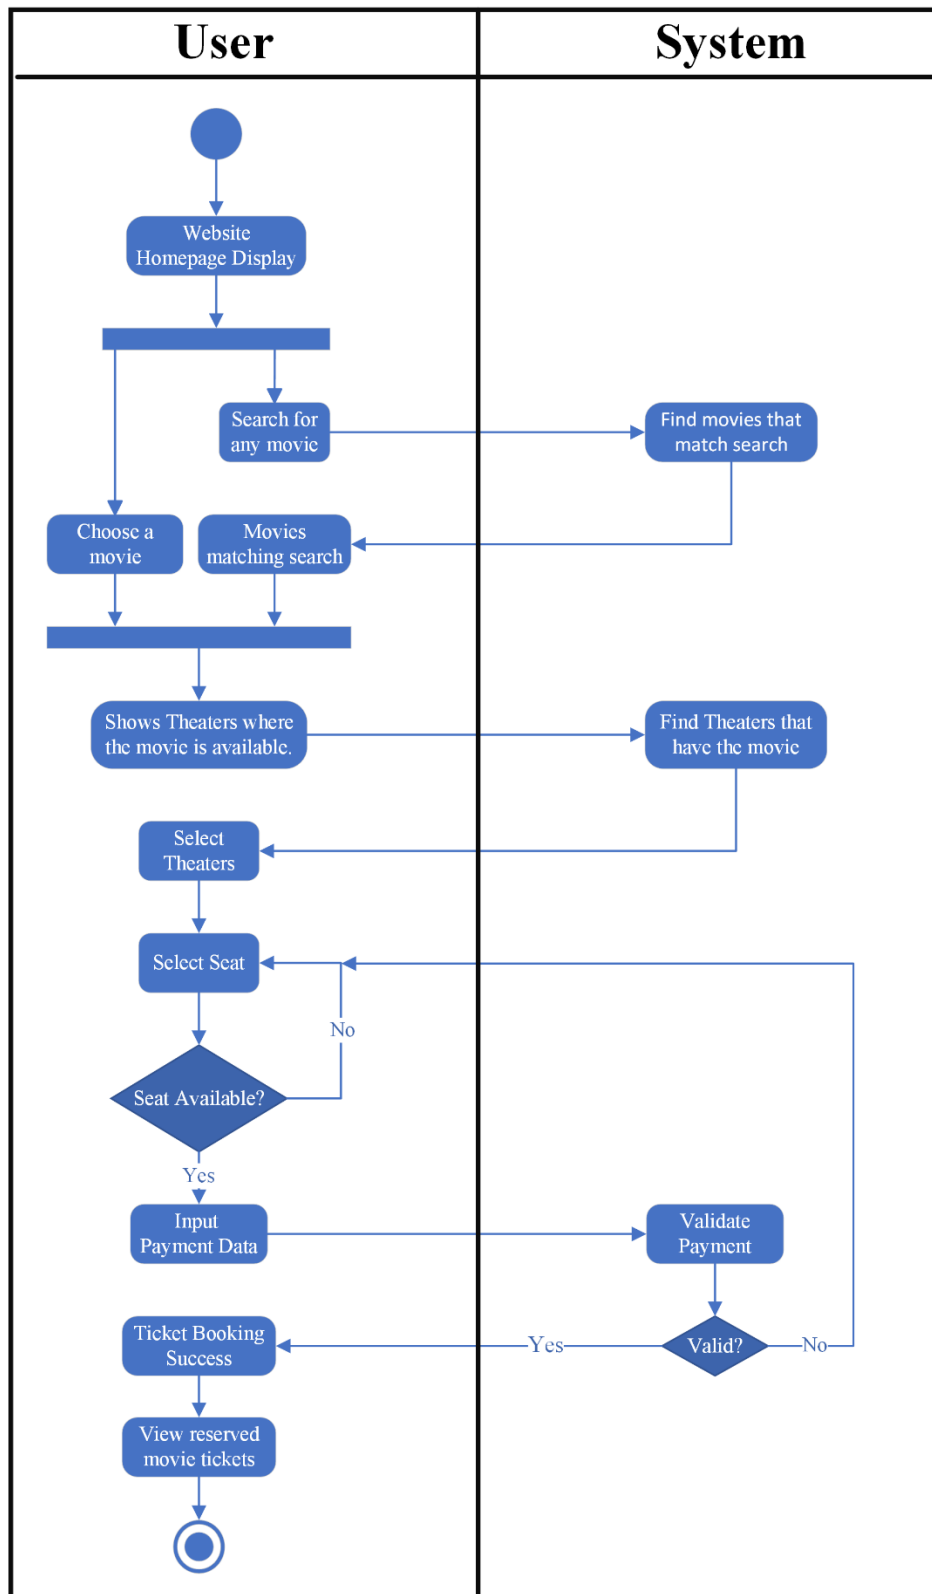 User
System
Website
Homepage Display
Search for
any movie
Find movies that
match search
Choose a
movie
Movies
matching search
Shows Theaters where
the movie is available.
Find Theaters that
have the movie
Select
Theaters
Select Seat
No
Seat Available?
Yes
Input
Payment Data
Validate
Payment
Ticket Booking
Success
Yes
Valid?
No
View reserved
movie tickets